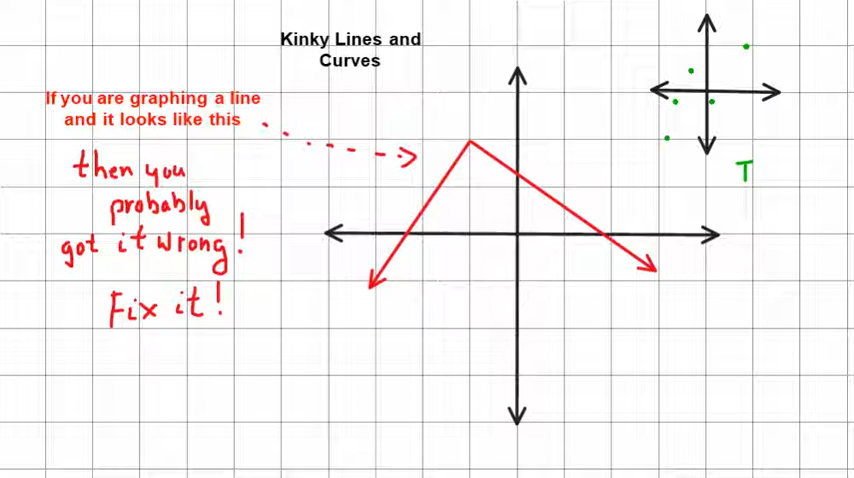 Kinky Lines and
Curves
If you are graphing a line
and it looks like this
then you
probably
got it wrong!
Fix it!
T